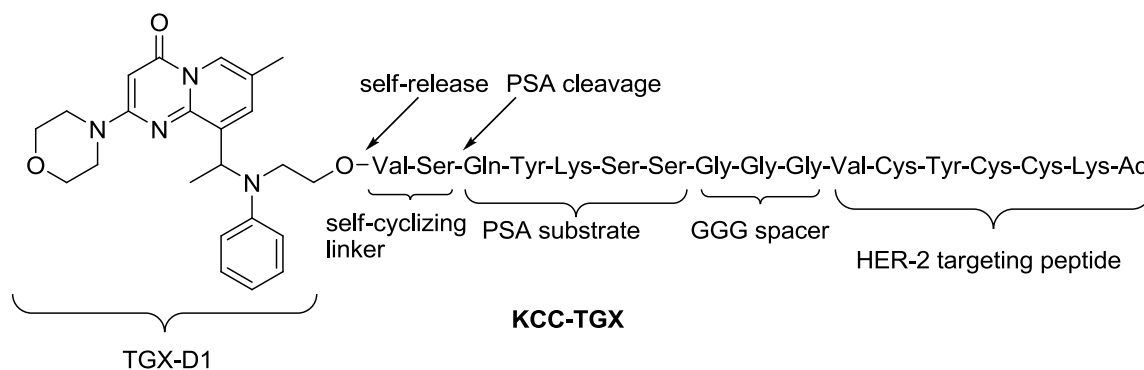 O
N
N
N
O
N
O
self-release
PSA cleavage
Val-Ser-Gln-Tyr-Lys-Ser-Ser-Gly-Gly-Gly-Val-Cys-Tyr-Cys-Cys-Lys-Ac
self-cyclizing
linker
PSA substrate
GGG spacer
HER-2 targeting peptide
KCC-TGX
TGX-D1